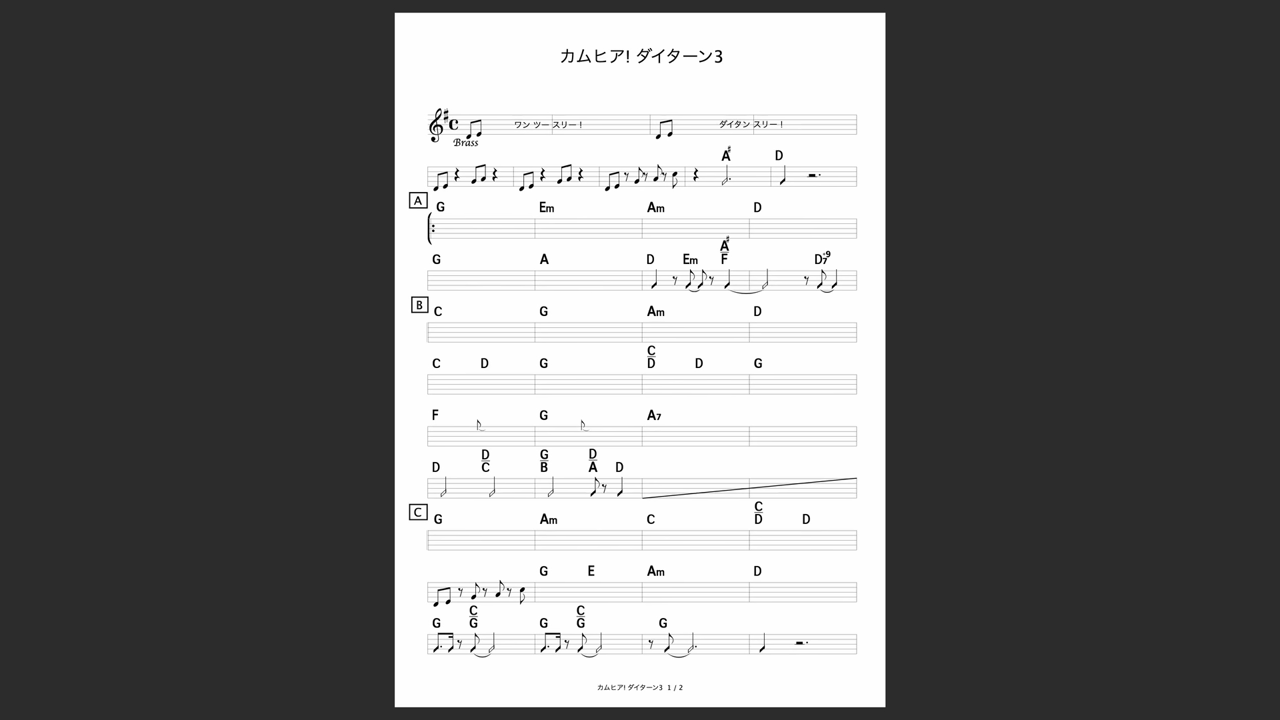 カムヒア! ダイターン3
ワン ツー スリー！ ダイタン スリー！
Brass
A♯ D
A
G Em Am D
A♯
G A D Em F D7-9
B
C G Am D
C
C D G D D G
F G A7
D G D
D C B A D
C
C
G Am C D D
G E Am D
C C
G G G G G
カムヒア! ダイターン3 1 / 2